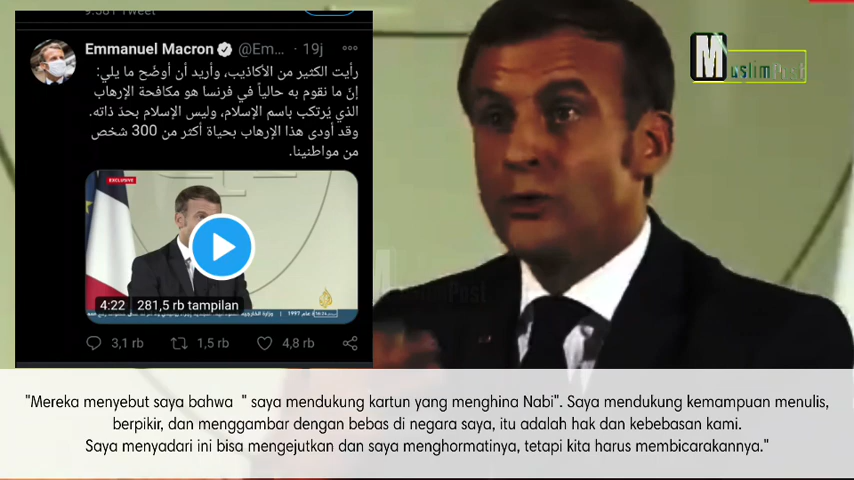 9.581 Tweet
Emmanuel Macron @Em... · 19j
رأيت الكثير من الأكاذيب، وأريد أن أوضّح ما يلي:
إنّ ما نقوم به حالياً في فرنسا هو مكافحة الإرهاب
الذي يُرتكب باسم الإسلام، وليس الإسلام بحدّ ذاته.
وقد أودى هذا الإرهاب بحياة أكثر من 300 شخص
من مواطنينا.
EXCLUSIVE
4:22 281,5 rb tampilan
3,1 rb 1,5 rb 4,8 rb
MuslimPost
"Mereka menyebut saya bahwa " saya mendukung kartun yang menghina Nabi". Saya mendukung kemampuan menulis,
berpikir, dan menggambar dengan bebas di negara saya, itu adalah hak dan kebebasan kami.
Saya menyadari ini bisa mengejutkan dan saya menghormatinya, tetapi kita harus membicarakannya."